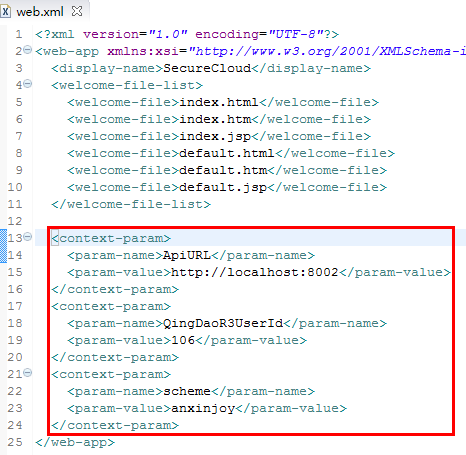 web.xml
1 <?xml version="1.0" encoding="UTF-8"?>
2 <web-app xmlns:xsi="http://www.w3.org/2001/XMLSchema-i
3 <display-name>SecureCloud</display-name>
4 <welcome-file-list>
5 <welcome-file>index.html</welcome-file>
6 <welcome-file>index.htm</welcome-file>
7 <welcome-file>index.jsp</welcome-file>
8 <welcome-file>default.html</welcome-file>
9 <welcome-file>default.htm</welcome-file>
10 <welcome-file>default.jsp</welcome-file>
11 </welcome-file-list>
12
13 <context-param>
14 <param-name>ApiURL</param-name>
15 <param-value>http://localhost:8002</param-value>
16 </context-param>
17 <context-param>
18 <param-name>QingDaoR3UserId</param-name>
19 <param-value>106</param-value>
20 </context-param>
21 <context-param>
22 <param-name>scheme</param-name>
23 <param-value>anxinjoy</param-value>
24 </context-param>
25 </web-app>